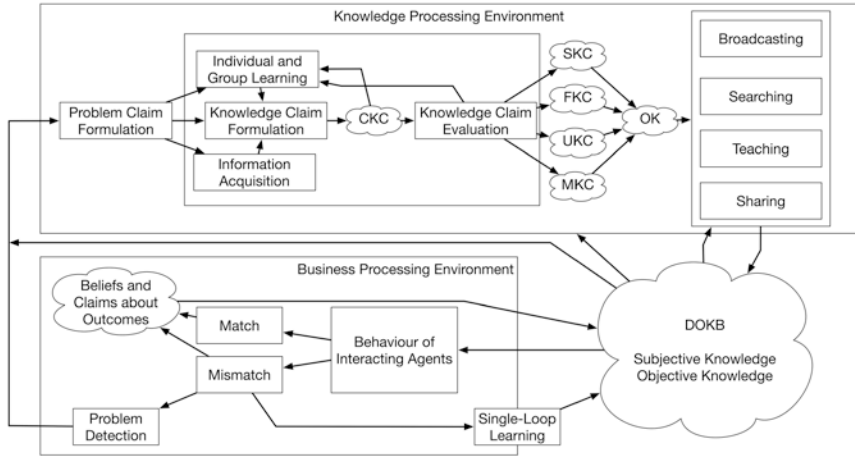 Knowledge Processing Environment
Individual and
Group Learning
Problem Claim
Formulation
Knowledge Claim
Formulation
Information
Acquisition
CKC
Knowledge Claim
Evaluation
SKC
FKC
UKC
MKC
OK
Broadcasting
Searching
Teaching
Sharing
Business Processing Environment
Beliefs and
Claims about
Outcomes
Match
Mismatch
Behaviour of
Interacting Agents
Problem
Detection
Single-Loop
Learning
DOKB
Subjective Knowledge
Objective Knowledge